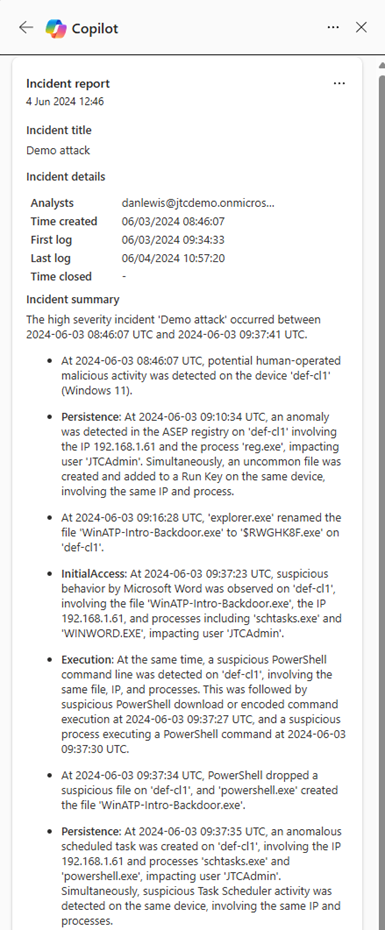 Copilot
Incident report
4 Jun 2024 12:46
Incident title
Demo attack
Incident details
Analysts danlewis@jtcdemo.onmicros...
Time created 06/03/2024 08:46:07
First log 06/03/2024 09:34:33
Last log 06/04/2024 10:57:20
Time closed -
Incident summary
The high severity incident 'Demo attack' occurred between
2024-06-03 08:46:07 UTC and 2024-06-03 09:37:41 UTC.
• At 2024-06-03 08:46:07 UTC, potential human-operated
malicious activity was detected on the device 'def-cl1'
(Windows 11).
• Persistence: At 2024-06-03 09:10:34 UTC, an anomaly
was detected in the ASEP registry on 'def-cl1' involving
the IP 192.168.1.61 and the process 'reg.exe', impacting
user 'JTCAdmin'. Simultaneously, an uncommon file was
created and added to a Run Key on the same device,
involving the same IP and process.
• At 2024-06-03 09:16:28 UTC, 'explorer.exe' renamed the
file 'WinATP-Intro-Backdoor.exe' to '$RWGHK8F.exe' on
'def-cl1'.
• InitialAccess: At 2024-06-03 09:37:23 UTC, suspicious
behavior by Microsoft Word was observed on 'def-cl1',
involving the file 'WinATP-Intro-Backdoor.exe', the IP
192.168.1.61, and processes including 'schtasks.exe' and
'WINWORD.EXE', impacting user 'JTCAdmin'.
• Execution: At the same time, a suspicious PowerShell
command line was detected on 'def-cl1', involving the
same file, IP, and processes. This was followed by
suspicious PowerShell download or encoded command
execution at 2024-06-03 09:37:27 UTC, and a suspicious
process executing a PowerShell command at 2024-06-03
09:37:30 UTC.
• At 2024-06-03 09:37:34 UTC, PowerShell dropped a
suspicious file on 'def-cl1', and 'powershell.exe' created
the file 'WinATP-Intro-Backdoor.exe'.
• Persistence: At 2024-06-03 09:37:35 UTC, an anomalous
scheduled task was created on 'def-cl1', involving the IP
192.168.1.61 and processes 'schtasks.exe' and
'powershell.exe', impacting user 'JTCAdmin'.
Simultaneously, suspicious Task Scheduler activity was
detected on the same device, involving the same IP and
processes.